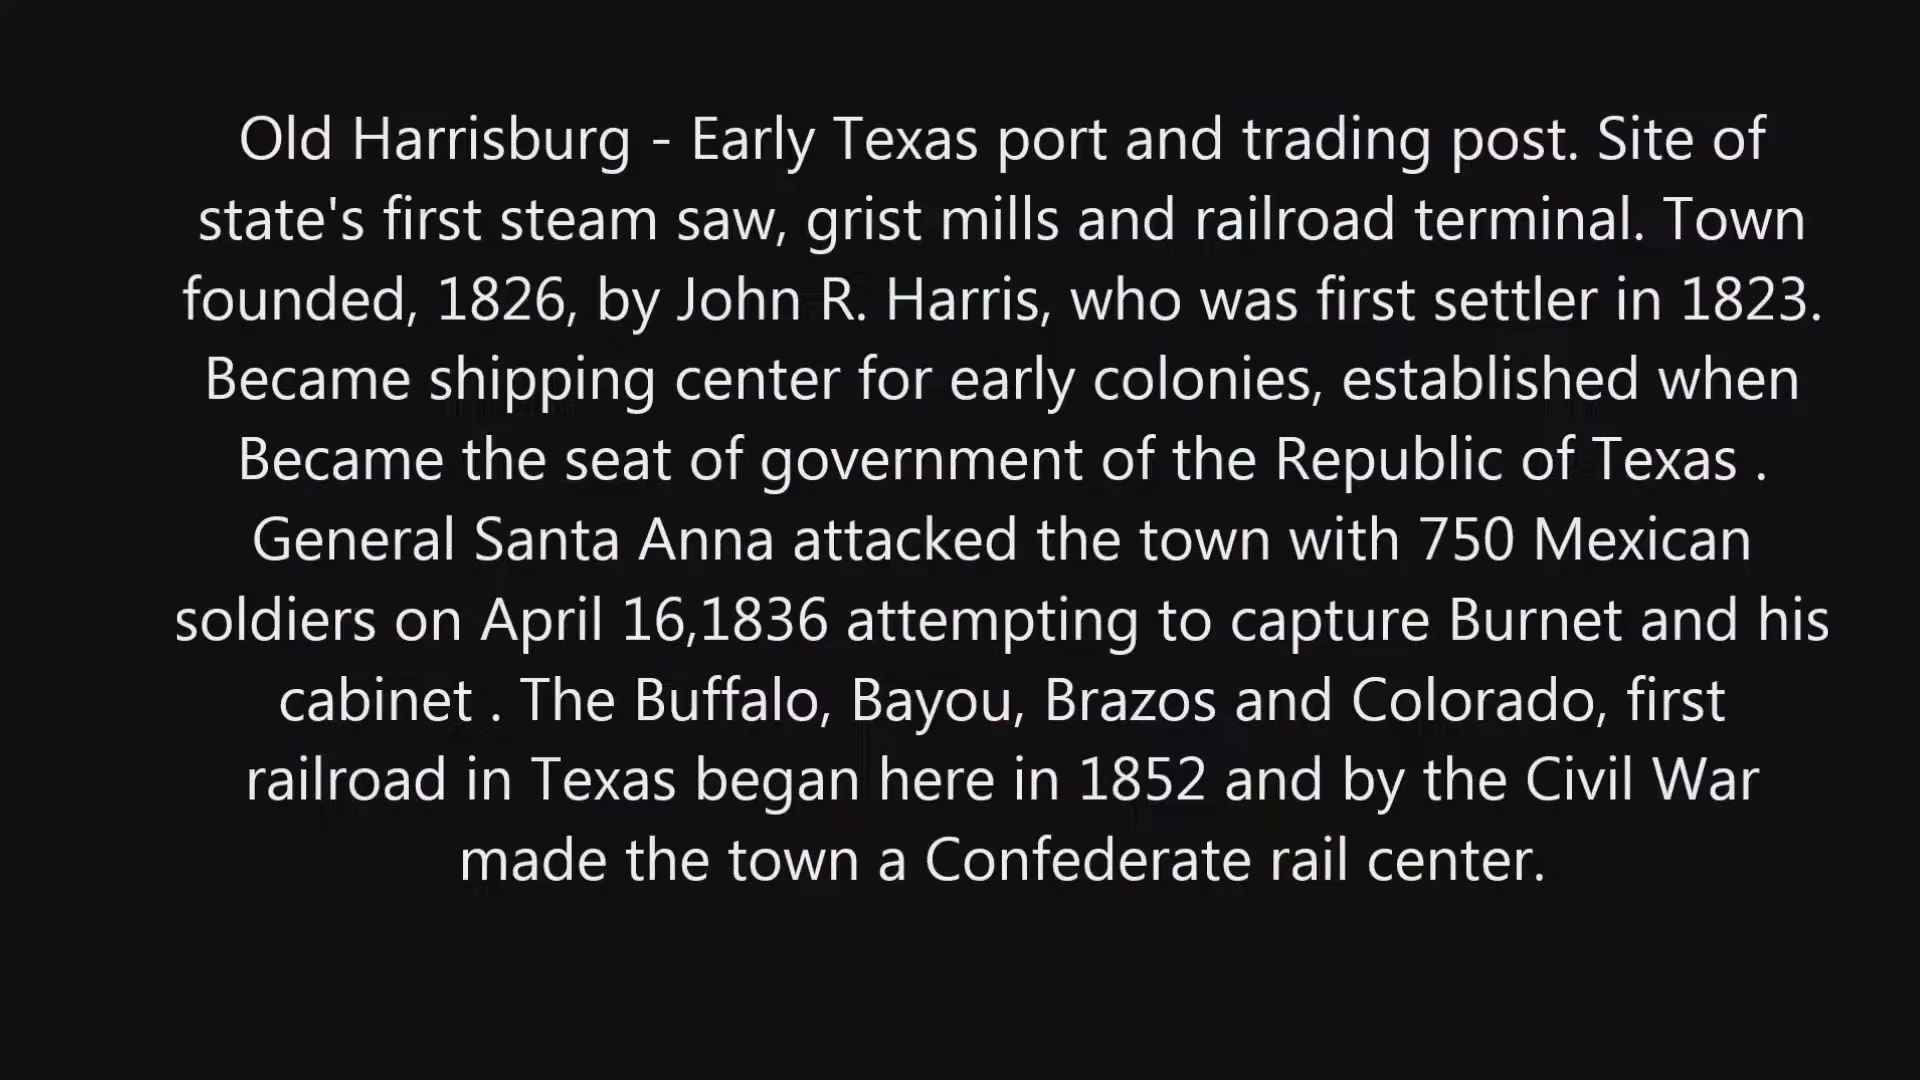 Old Harrisburg - Early Texas port and trading post. Site of
state's first steam saw, grist mills and railroad terminal. Town
founded, 1826, by John R. Harris, who was first settler in 1823.
Became shipping center for early colonies, established when
Became the seat of government of the Republic of Texas .
General Santa Anna attacked the town with 750 Mexican
soldiers on April 16,1836 attempting to capture Burnet and his
cabinet . The Buffalo, Bayou, Brazos and Colorado, first
railroad in Texas began here in 1852 and by the Civil War
made the town a Confederate rail center.